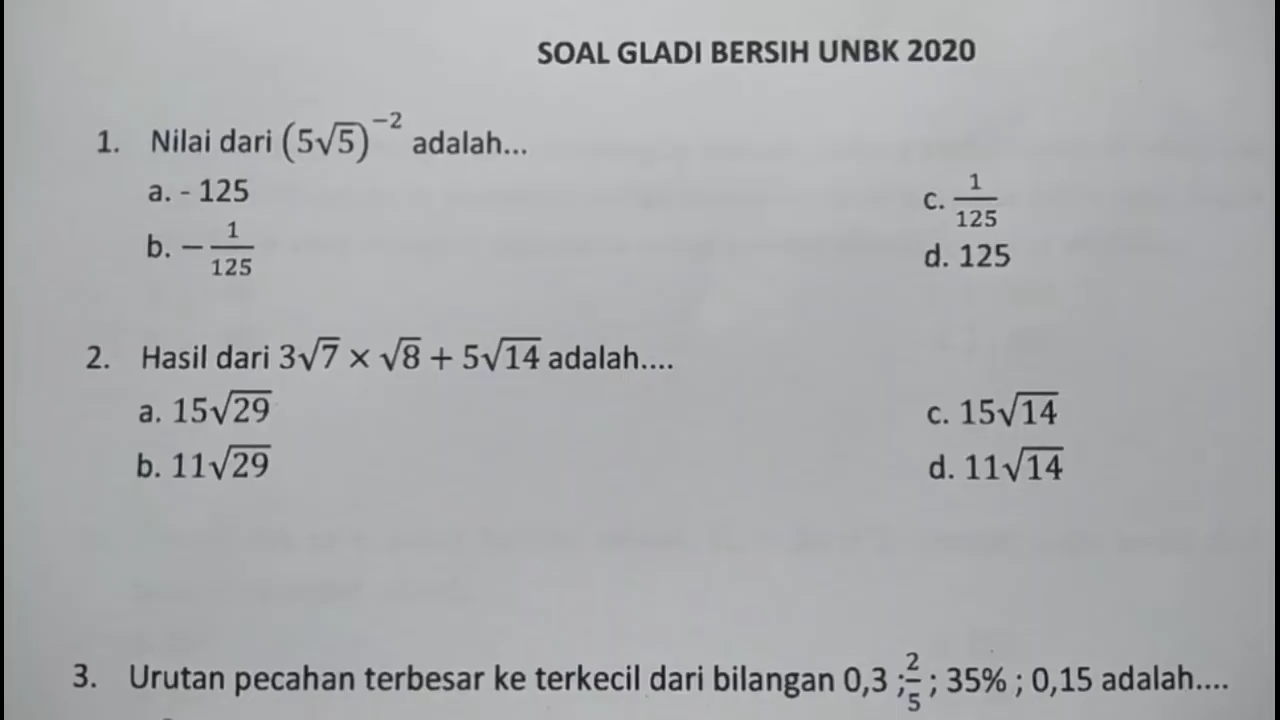 SOAL GLADI BERSIH UNBK 2020
1. Nilai dari (5√5)⁻² adalah...
a. - 125
b. − 1/125
c. 1/125
d. 125
2. Hasil dari 3√7 × √8 + 5√14 adalah....
a. 15√29
b. 11√29
c. 15√14
d. 11√14
3. Urutan pecahan terbesar ke terkecil dari bilangan 0,3 ; 2/5 ; 35% ; 0,15 adalah....